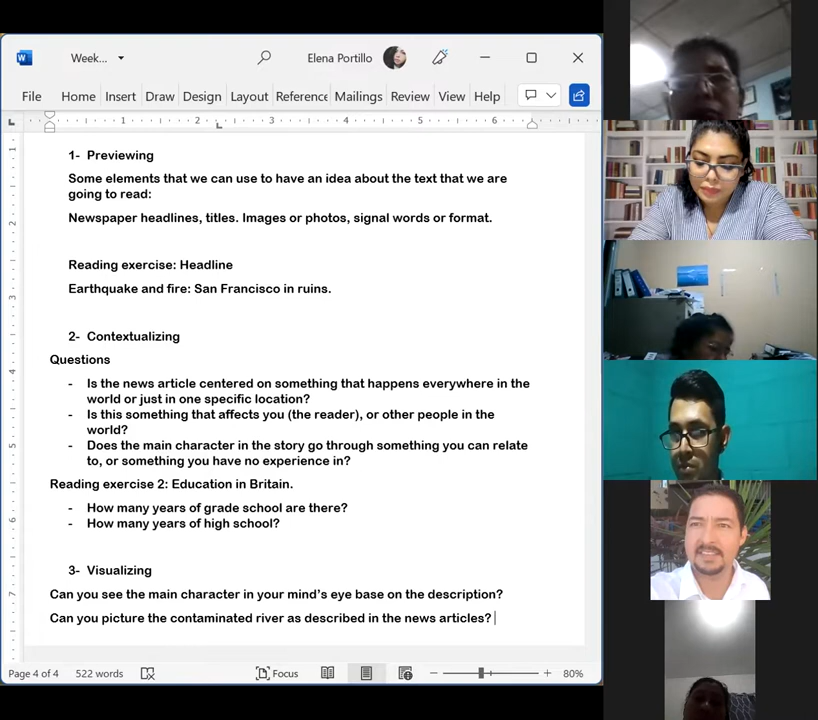 Week...
Elena Portillo
File Home Insert Draw Design Layout Reference Mailings Review View Help
1 2 3 4 5 6
1- Previewing
Some elements that we can use to have an idea about the text that we are
going to read:
Newspaper headlines, titles. Images or photos, signal words or format.
Reading exercise: Headline
Earthquake and fire: San Francisco in ruins.
2- Contextualizing
Questions
- Is the news article centered on something that happens everywhere in the
world or just in one specific location?
- Is this something that affects you (the reader), or other people in the
world?
- Does the main character in the story go through something you can relate
to, or something you have no experience in?
Reading exercise 2: Education in Britain.
- How many years of grade school are there?
- How many years of high school?
3- Visualizing
Can you see the main character in your mind's eye base on the description?
Can you picture the contaminated river as described in the news articles?
Page 4 of 4 522 words Focus 80%